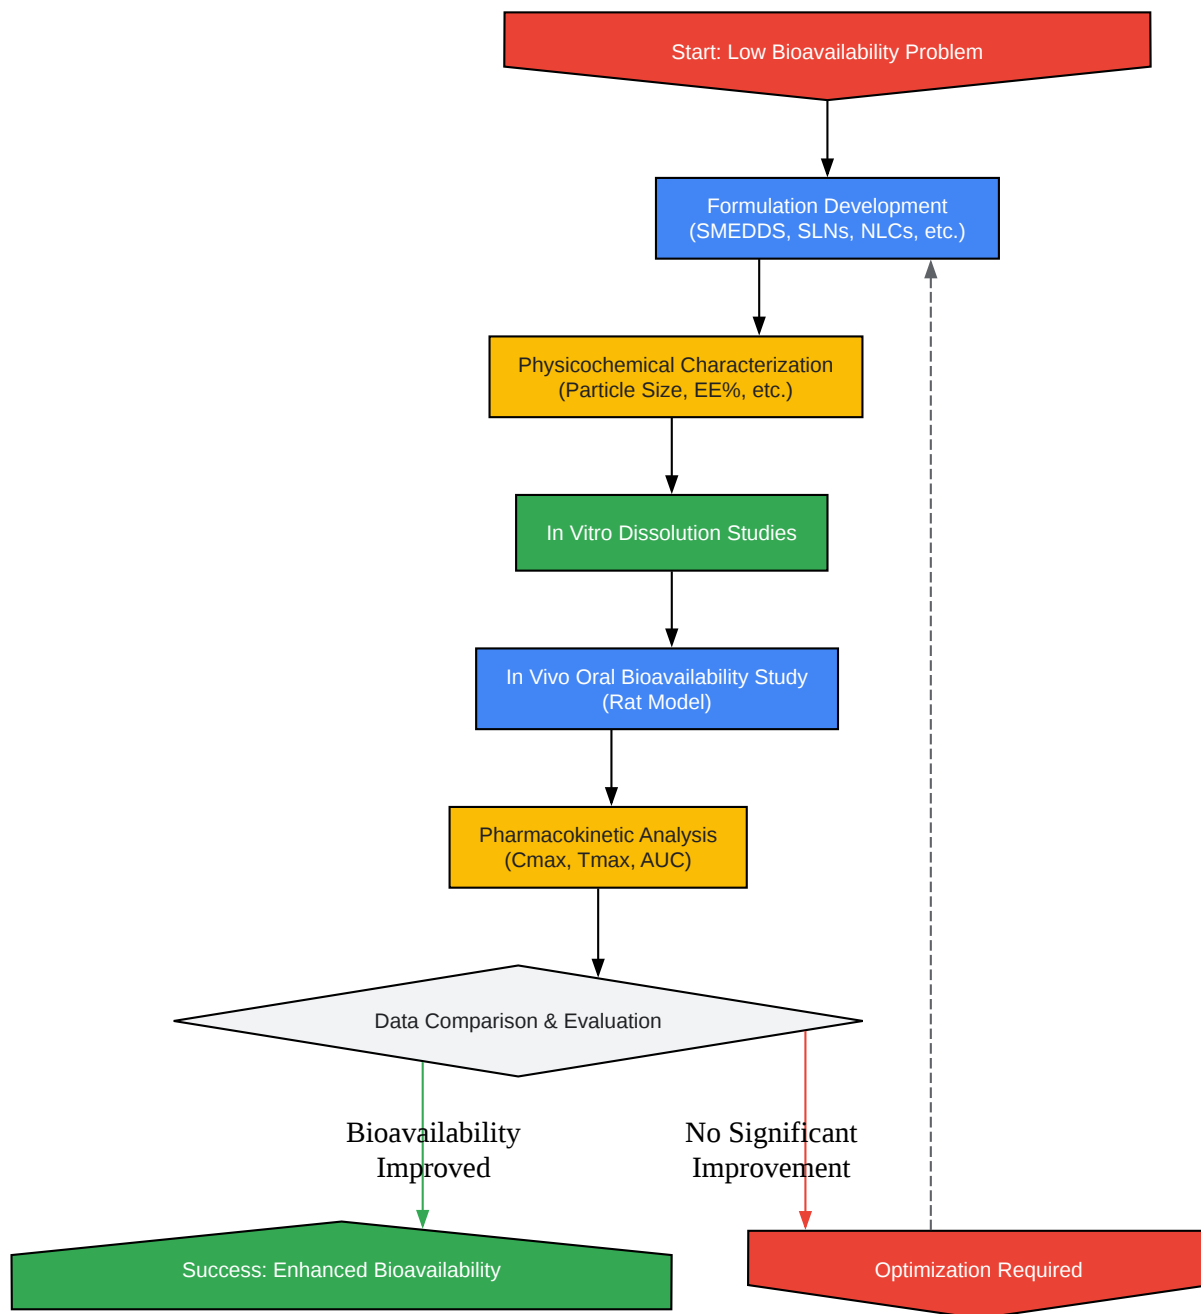 Start: Low Bioavailability Problem
Formulation Development
(SMEDDS, SLNs, NLCs, etc.)
Physicochemical Characterization
(Particle Size, EE%, etc.)
In Vitro Dissolution Studies
In Vivo Oral Bioavailability Study
(Rat Model)
Pharmacokinetic Analysis
(Cmax, Tmax, AUC)
Data Comparison & Evaluation
Bioavailability
Improved
No Significant
Improvement
Success: Enhanced Bioavailability
Optimization Required